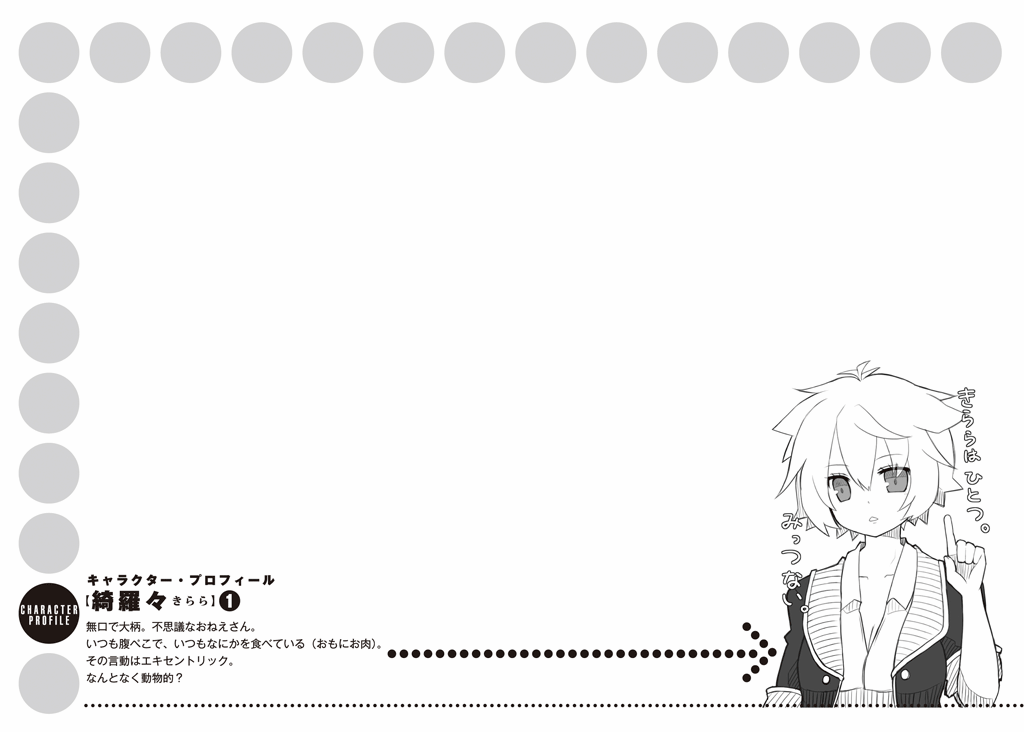 きららは ひとつ。
みっつない。
CHARACTER
PROFILE
キャラクター・プロフィール
【綺羅々 きらら】❶
無口で大柄。不思議なおねえさん。
いつも腹ぺこで、いつもなにかを食べている（おもにお肉）。
その言動はエキセントリック。
なんとなく動物的？